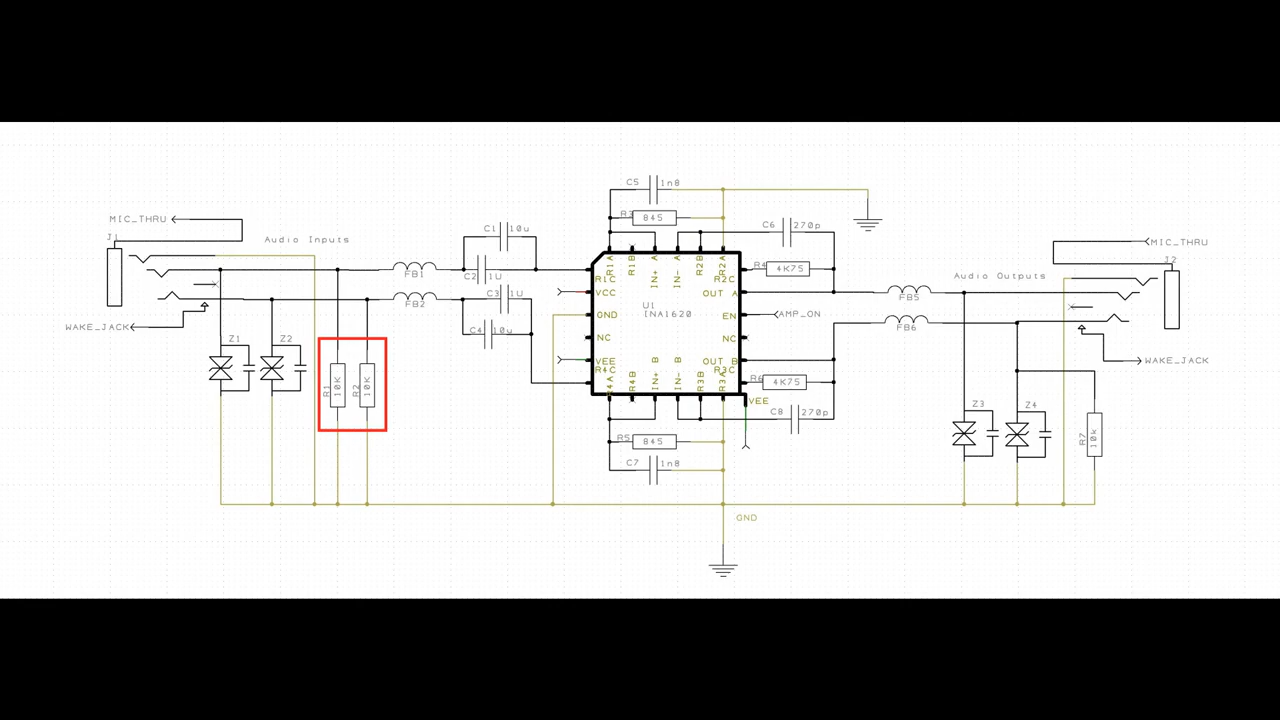 C5 1n8
R3 845
C6 270p
MIC_THRU
J1
Audio Inputs
C1 10u
MIC_THRU
J2
R1A R1B IN+ A IN- A R2B R2A
FB1
C2 1U
R1C
R2C
R4 4K75
Audio Outputs
C3 1U
VCC
U1
INA1620
OUT A
FB5
FB2
GND
EN
AMP_ON
WAKE_JACK
C4 10u
FB6
Z1 Z2
NC
NC
VEE
R4C
OUT B
R3C
WAKE_JACK
R1 10K
R2 10K
R4A R4B IN+ B IN- B R3B R3A
R6 4K75
VEE
Z3 Z4
C8 270p
R5 845
R7 10k
C7 1n8
GND